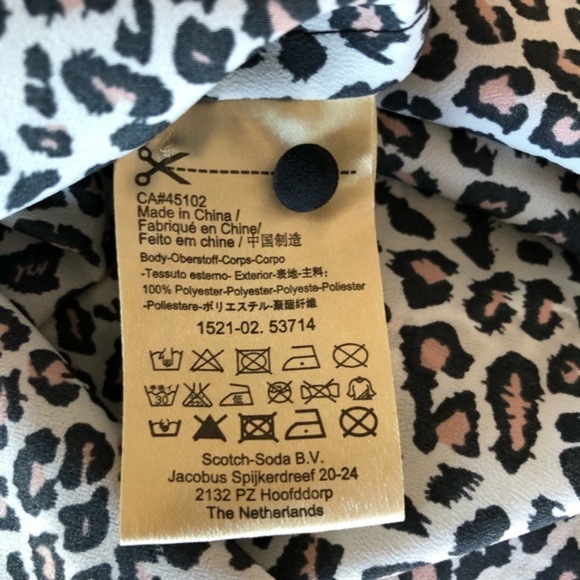 CA#45102
Made in China /
Fabriqué en Chine/
Feito em chine / 中国制造
Body-Oberstoff-Corps-Corpo
-Tessuto esterno- Exterior-表地-主料:
100% Polyester-Polyester-Polyeste-Poliester
-Poliestere-ポリエステル-聚酯纤维
1521-02. 53714
30 低
Scotch-Soda B.V.
Jacobus Spijkerdreef 20-24
2132 PZ Hoofddorp
The Netherlands